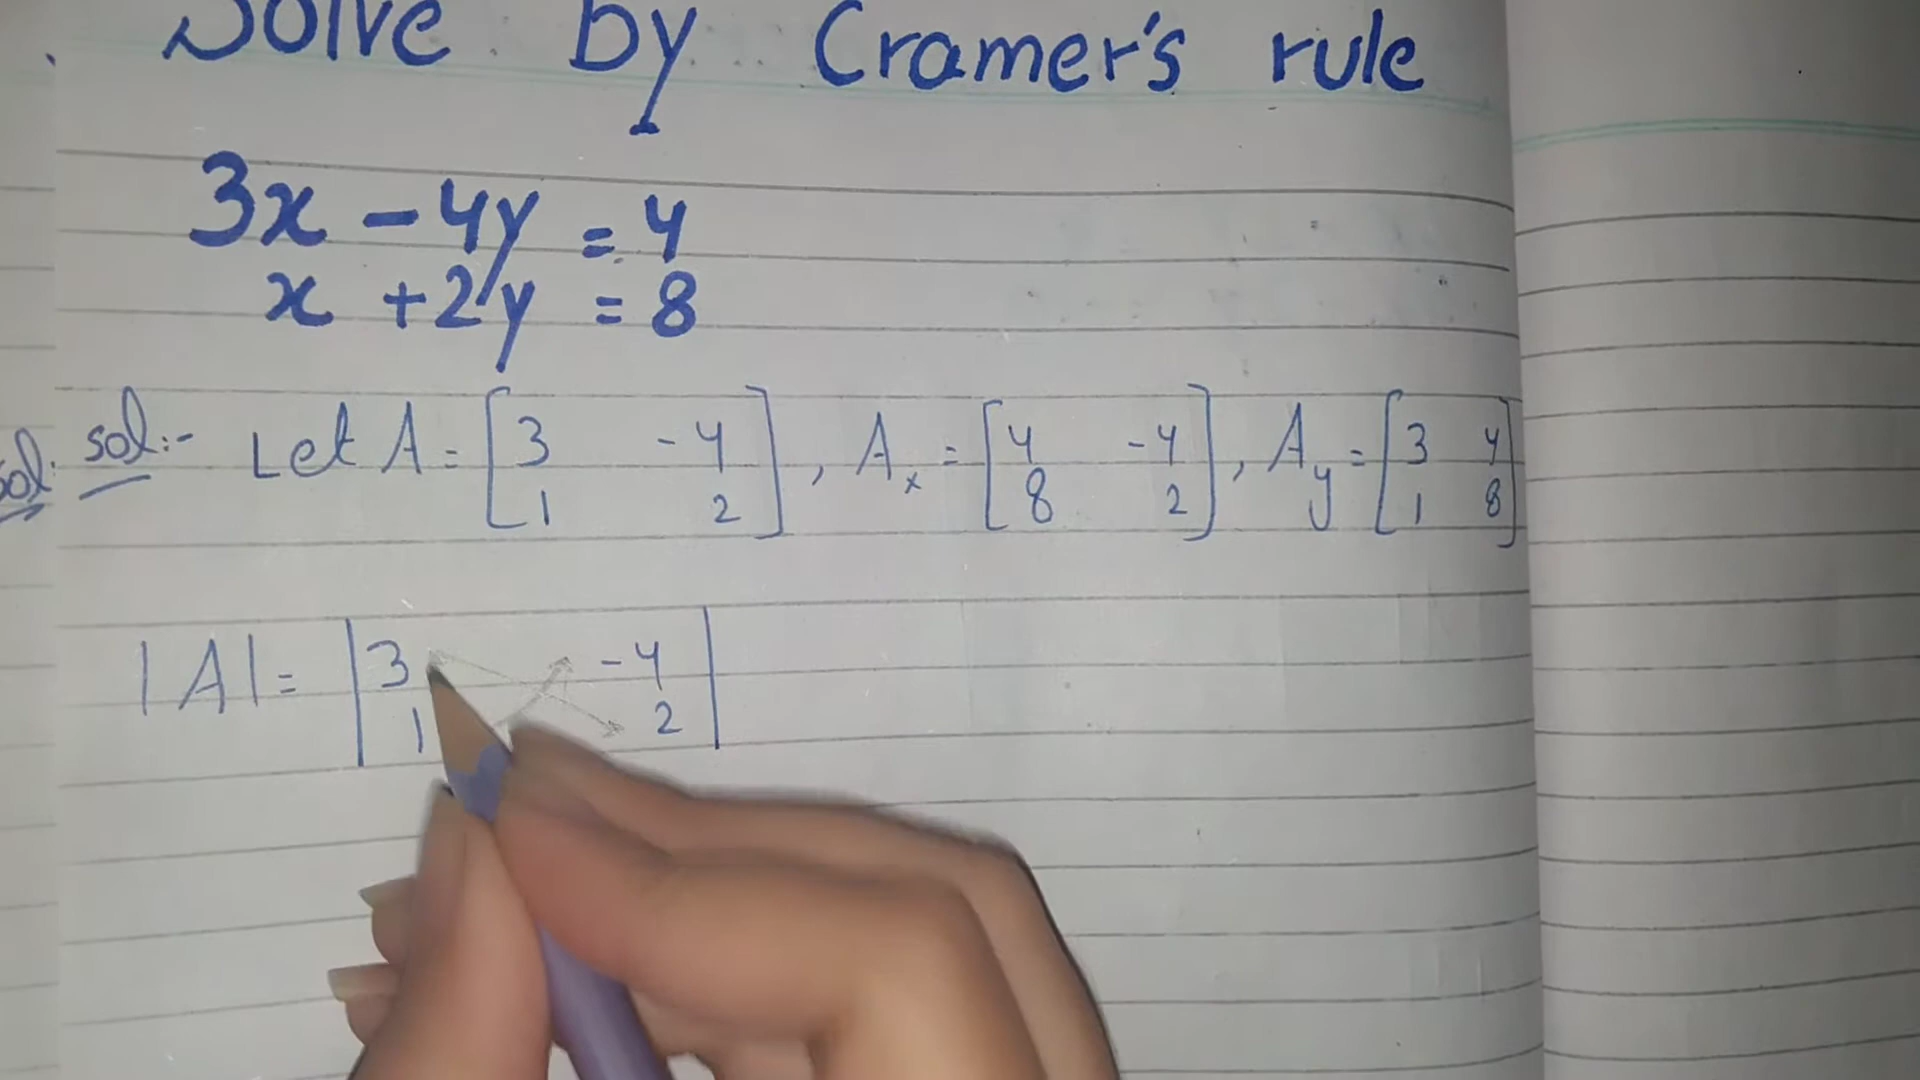 Solve by Cramer's rule
3x - 4y = 4
x + 2y = 8
sol:- Let A = [3 -4 1 2], Ax = [4 -4 8 2], Ay = [3 4 1 8]
|A| = |3 -4 1 2|